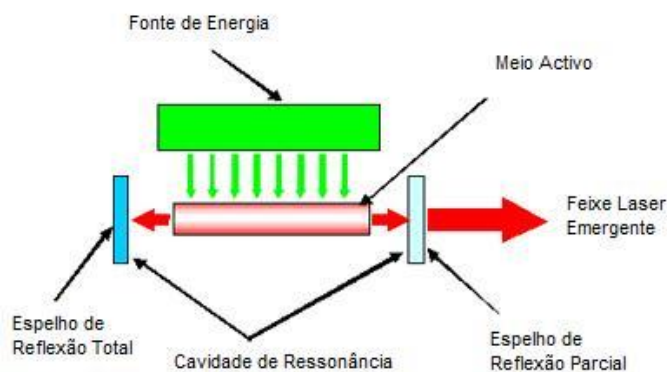 Fonte de Energia
Meio Activo
Feixe Laser
Emergente
Espelho de
Reflexão Total
Cavidade de Ressonância
Espelho de
Reflexão Parcial